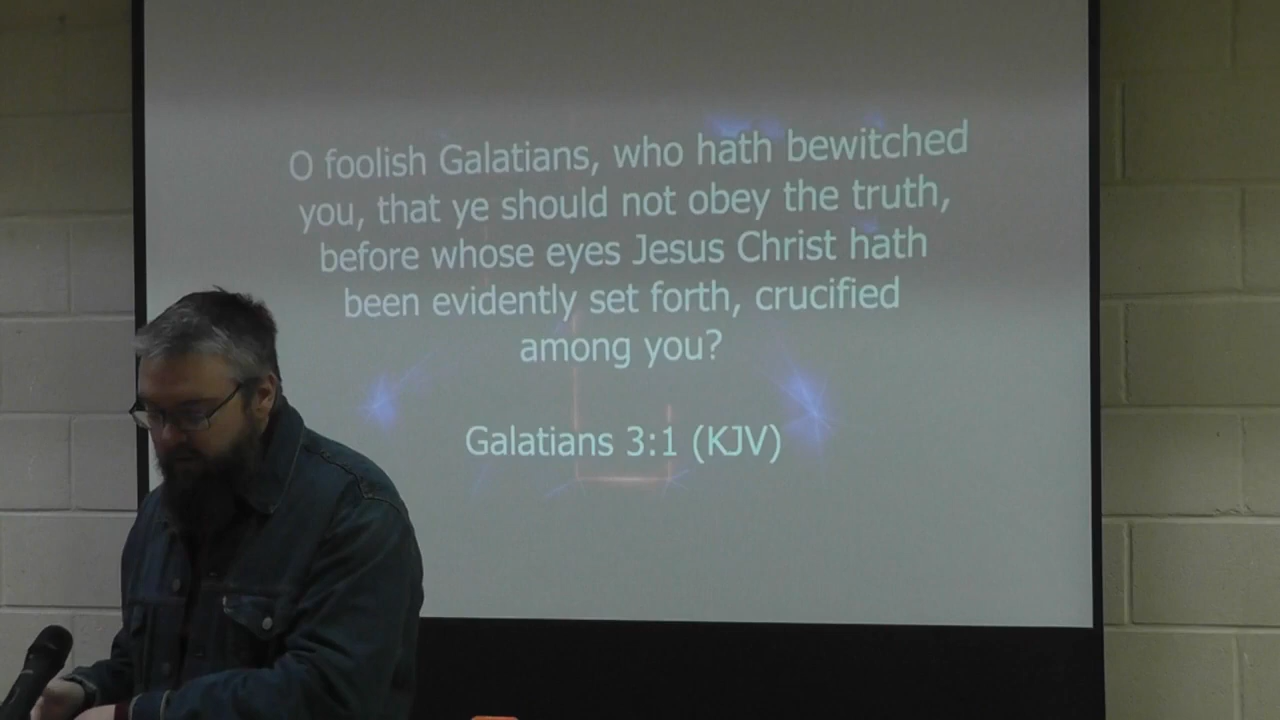 O foolish Galatians, who hath bewitched
you, that ye should not obey the truth,
before whose eyes Jesus Christ hath
been evidently set forth, crucified
among you?
Galatians 3:1 (KJV)